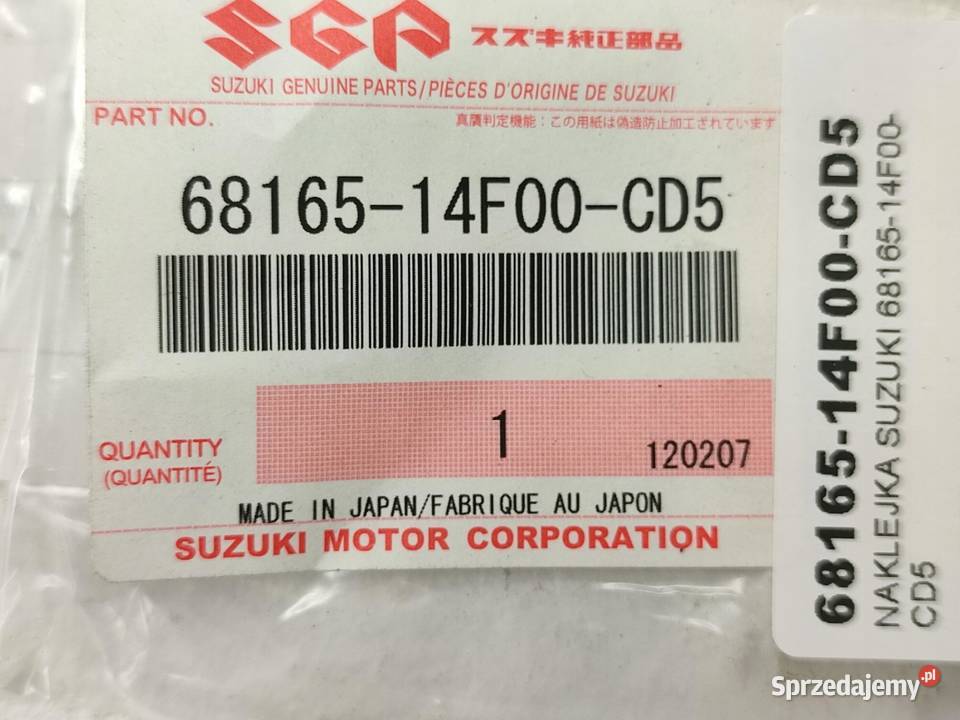 SGP スズキ純正部品
SUZUKI GENUINE PARTS/PIÈCES D'ORIGINE DE SUZUKI
PART NO.
真贋判定機能：この用紙は偽造防止加工されています
68165-14F00-CD5
QUANTITY
(QUANTITÉ)
1
120207
MADE IN JAPAN/FABRIQUE AU JAPON
SUZUKI MOTOR CORPORATION
68165-14F00-CD5
NAKLEJKA SUZUKI 68165-14F00-
CD5
Sprzedajemy.pl